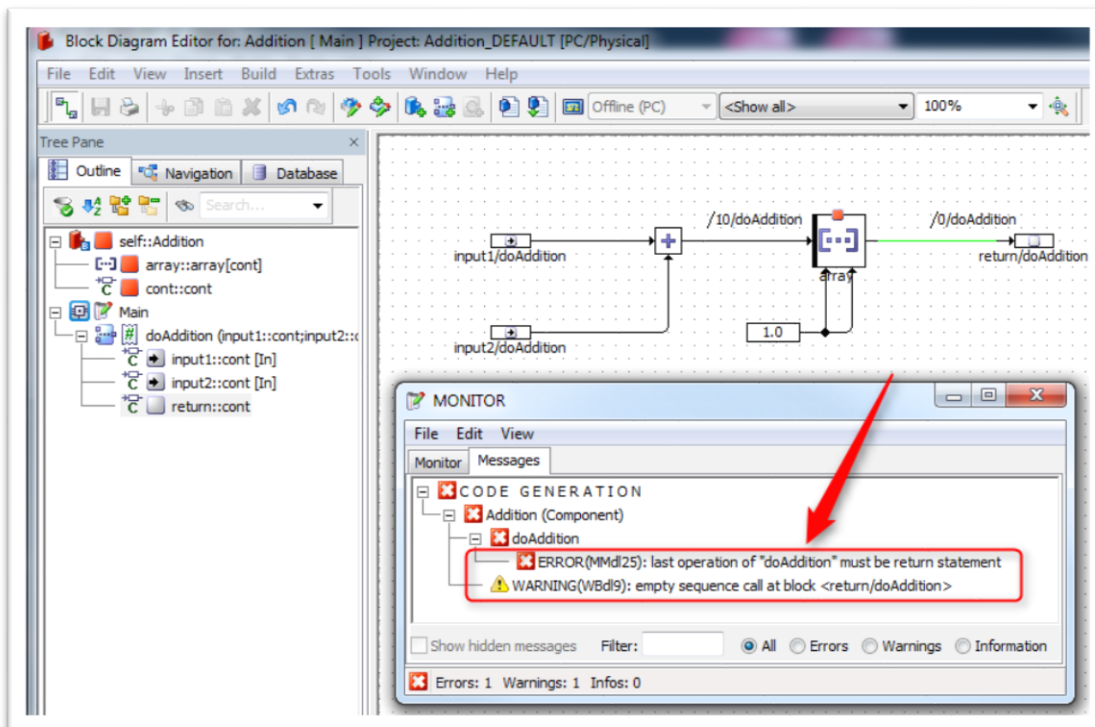 Block Diagram Editor for: Addition [ Main ] Project: Addition_DEFAULT [PC/Physical]
File Edit View Insert Build Extras Tools Window Help
Offline (PC) <Show all> 100%
Tree Pane
Outline Navigation Database
Search...
self::Addition
array::array[cont]
cont::cont
Main
doAddition (input1::cont;input2::c
input1::cont [In]
input2::cont [In]
return::cont
/10/doAddition /0/doAddition
input1/doAddition
return/doAddition
array
1.0
input2/doAddition
MONITOR
File Edit View
Monitor Messages
CODE GENERATION
Addition (Component)
doAddition
ERROR(MMdl25): last operation of "doAddition" must be return statement
WARNING(WBdl9): empty sequence call at block <return/doAddition>
Show hidden messages Filter: All Errors Warnings Information
Errors: 1 Warnings: 1 Infos: 0